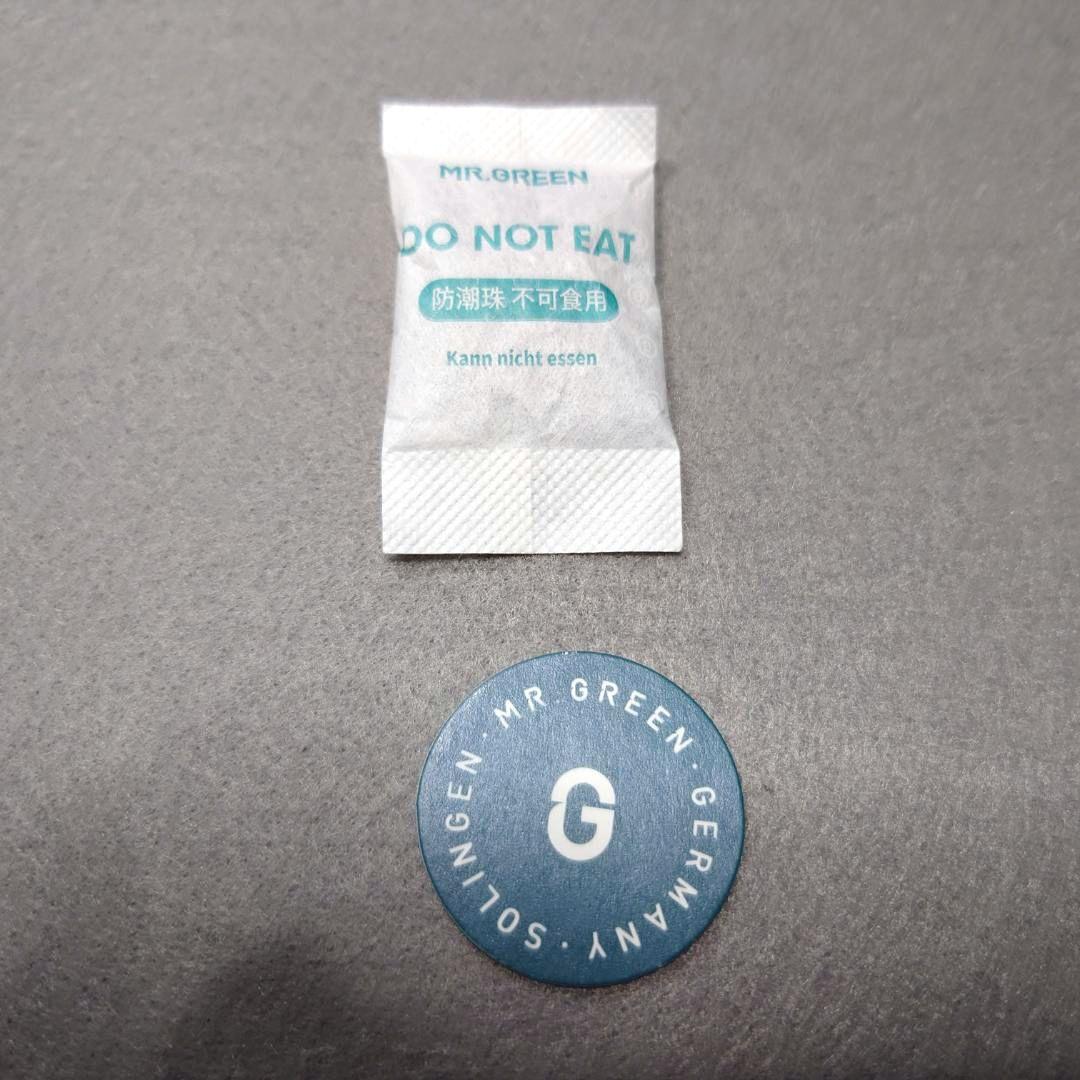 MR.GREEN
DO NOT EAT
防潮珠 不可食用
Kann nicht essen
MR.GREEN · GERMANY · SOLINGEN ·
G